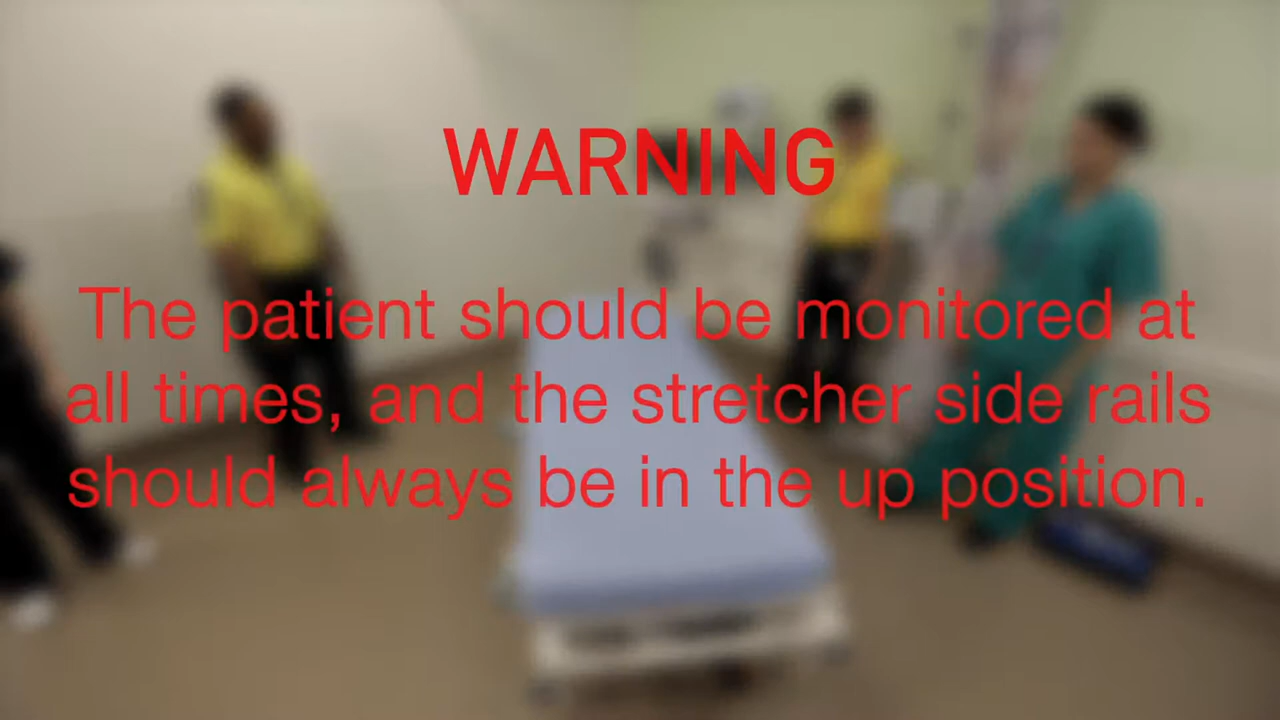 WARNING
The patient should be monitored at
all times, and the stretcher side rails
should always be in the up position.